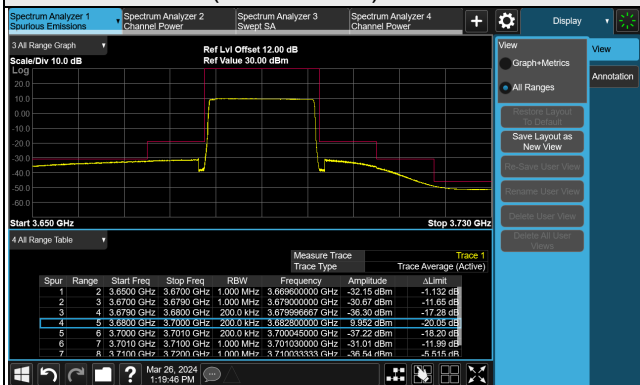 Spectrum Analyzer 1
Spurious Emissions
Spectrum Analyzer 2
Channel Power
Spectrum Analyzer 3
Swept SA
Spectrum Analyzer 4
Channel Power
Display
3 All Range Graph
Ref Lvl Offset 12.00 dB
Scale/Div 10.0 dB
Ref Value 30.00 dBm
Log
20.0
10.0
0.00
-10.0
-20.0
-30.0
-40.0
-50.0
-60.0
Start 3.650 GHz
Stop 3.730 GHz
4 All Range Table
Measure Trace Trace 1
Trace Type Trace Average (Active)
Spur Range Start Freq Stop Freq RBW Frequency Amplitude ΔLimit
1 2 3.6500 GHz 3.6700 GHz 1.000 MHz 3.669600000 GHz -32.15 dBm -1.132 dB
2 3 3.6700 GHz 3.6790 GHz 1.000 MHz 3.679000000 GHz -30.67 dBm -11.65 dB
3 4 3.6790 GHz 3.6800 GHz 200.0 kHz 3.679996667 GHz -36.30 dBm -17.28 dB
4 5 3.6800 GHz 3.7000 GHz 200.0 kHz 3.682800000 GHz 9.952 dBm -20.05 dB
5 6 3.7000 GHz 3.7010 GHz 200.0 kHz 3.700045000 GHz -37.22 dBm -18.20 dB
6 7 3.7010 GHz 3.7100 GHz 1.000 MHz 3.701030000 GHz -31.01 dBm -11.99 dB
7 8 3.7100 GHz 3.7200 GHz 1.000 MHz 3.710033333 GHz -36.54 dBm -5.515 dB
View
Graph+Metrics
All Ranges
Restore Layout
To Default
Save Layout as
New View
Re-Save User View
Rename User View
Delete User View
Delete All User
Views
View
Annotation
Mar 26, 2024
1:19:46 PM